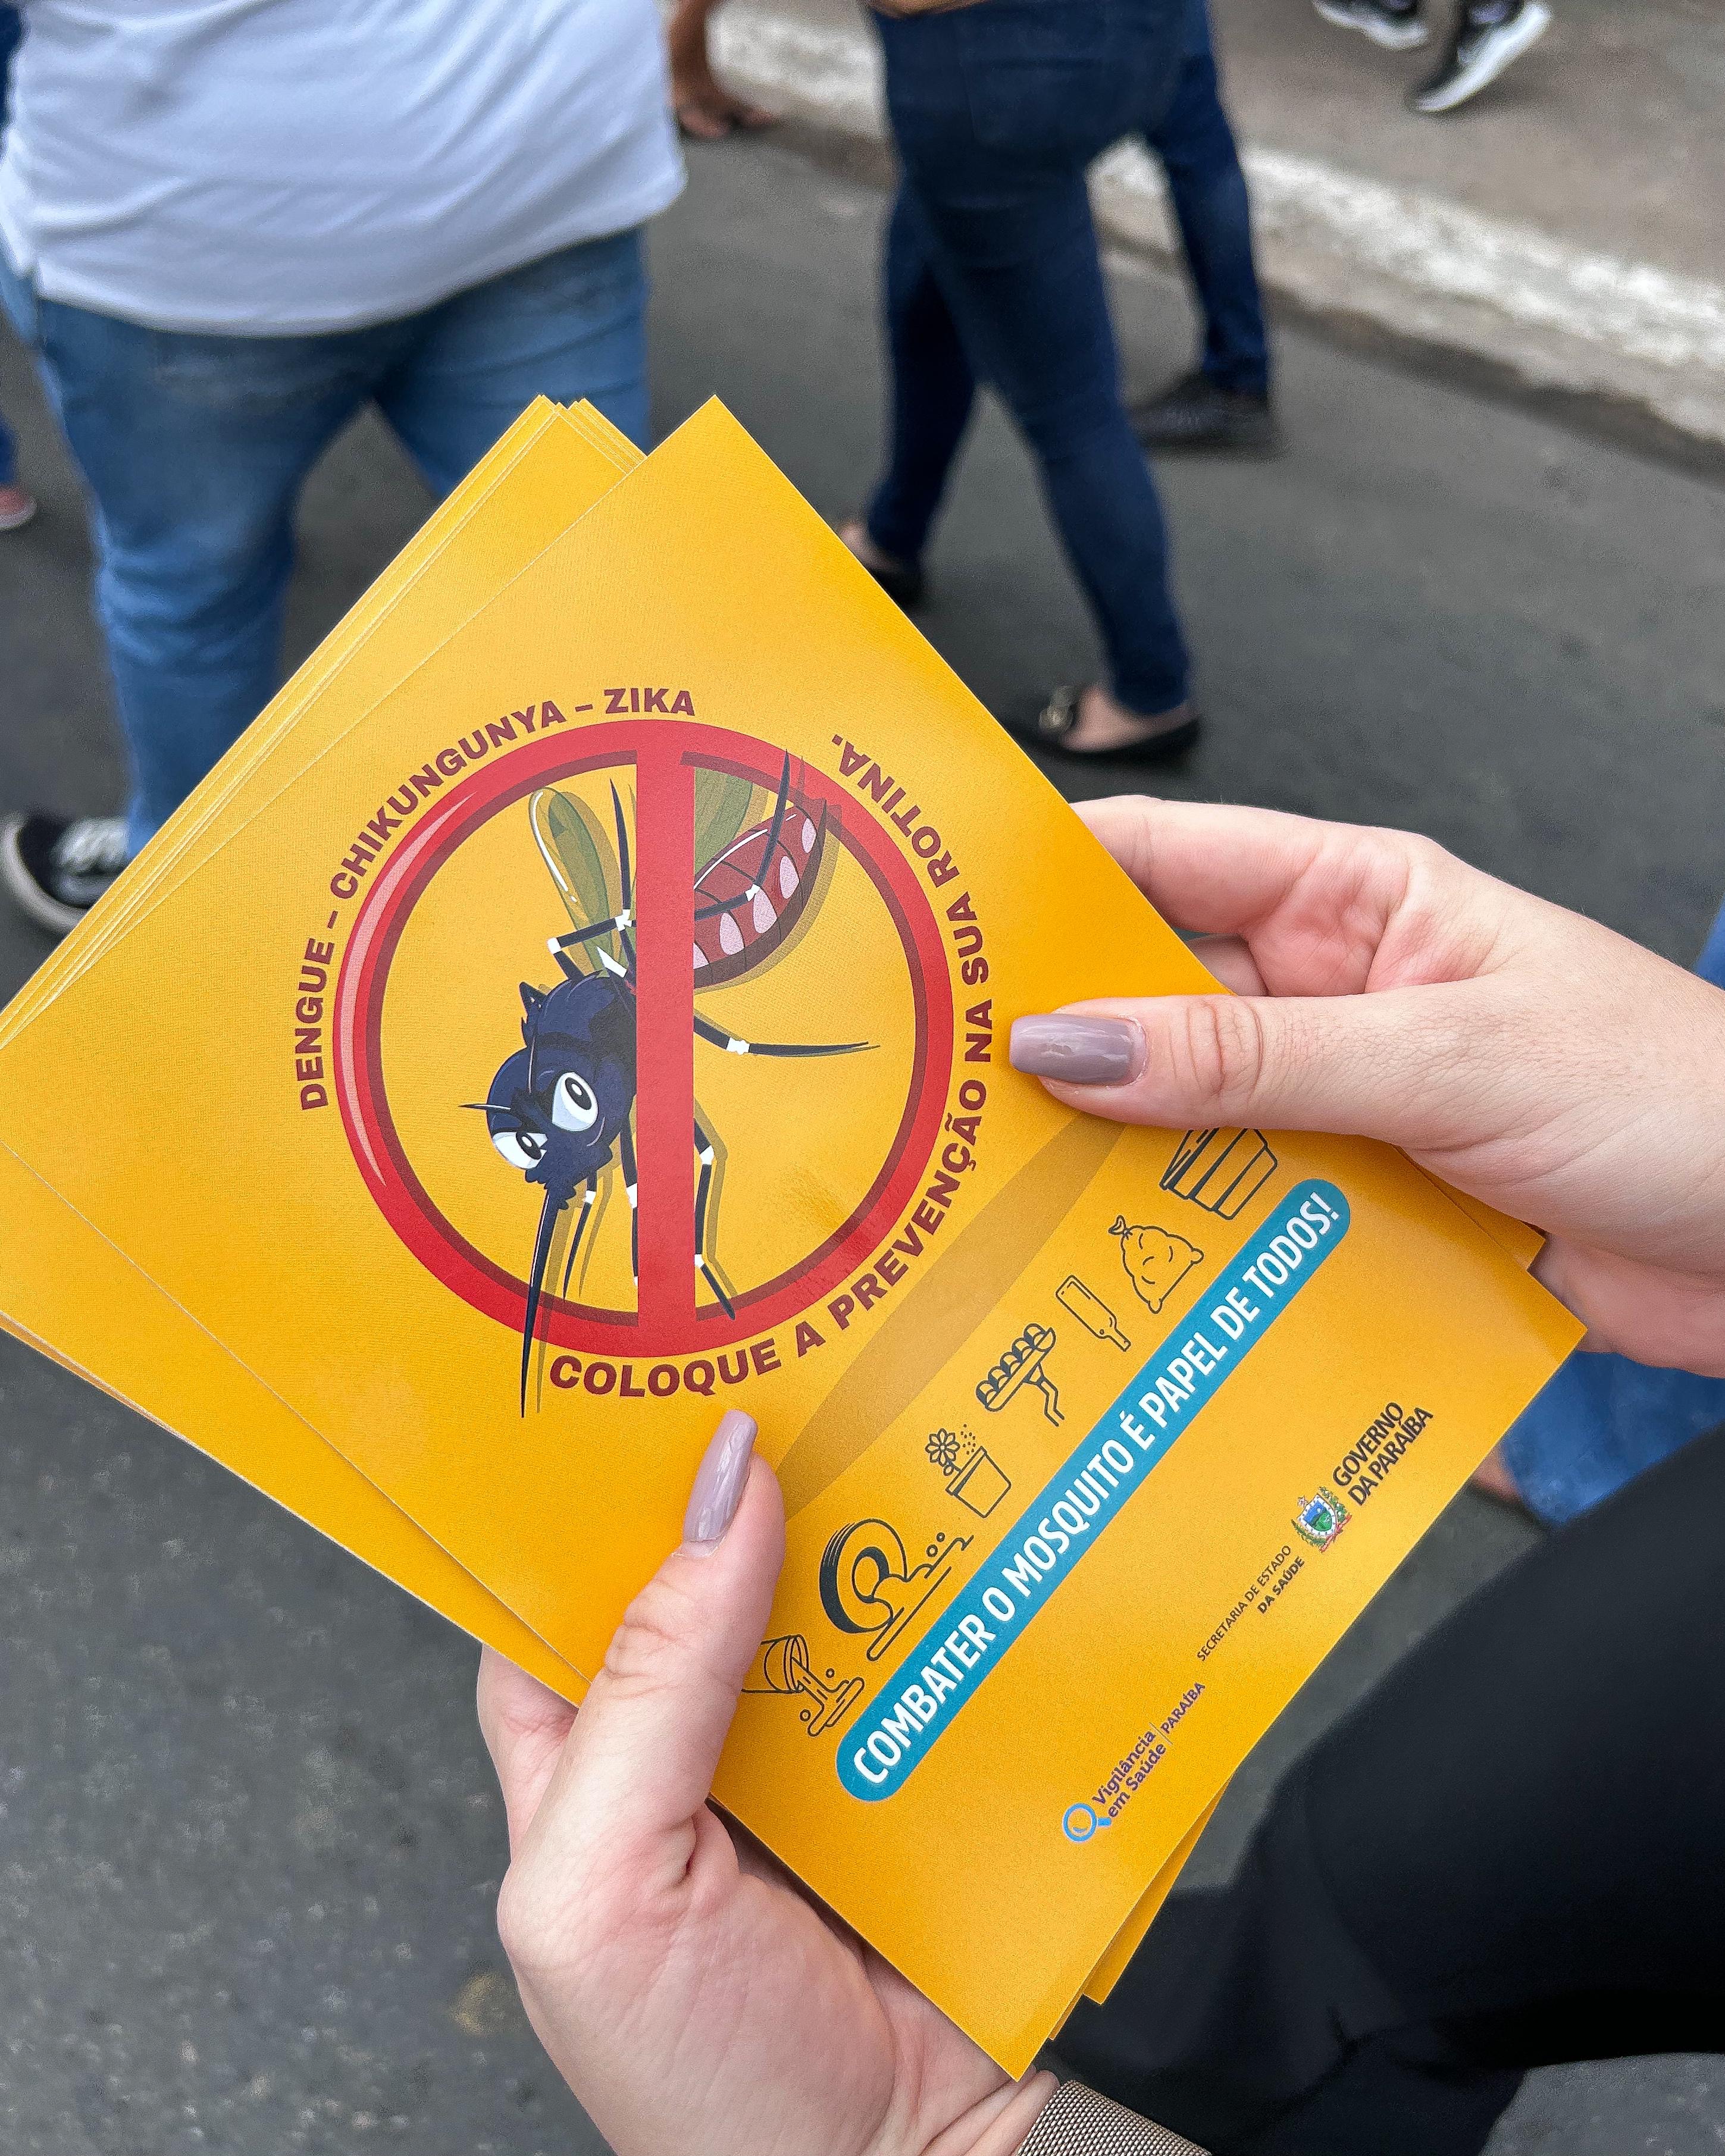 DENGUE – CHIKUNGUNYA – ZIKA
COLOQUE A PREVENÇÃO NA SUA ROTINA.
COMBATER O MOSQUITO É PAPEL DE TODOS!
Vigilância
em Saúde
PARAÍBA
SECRETARIA DE ESTADO
DA SAÚDE
GOVERNO
DA PARAÍBA